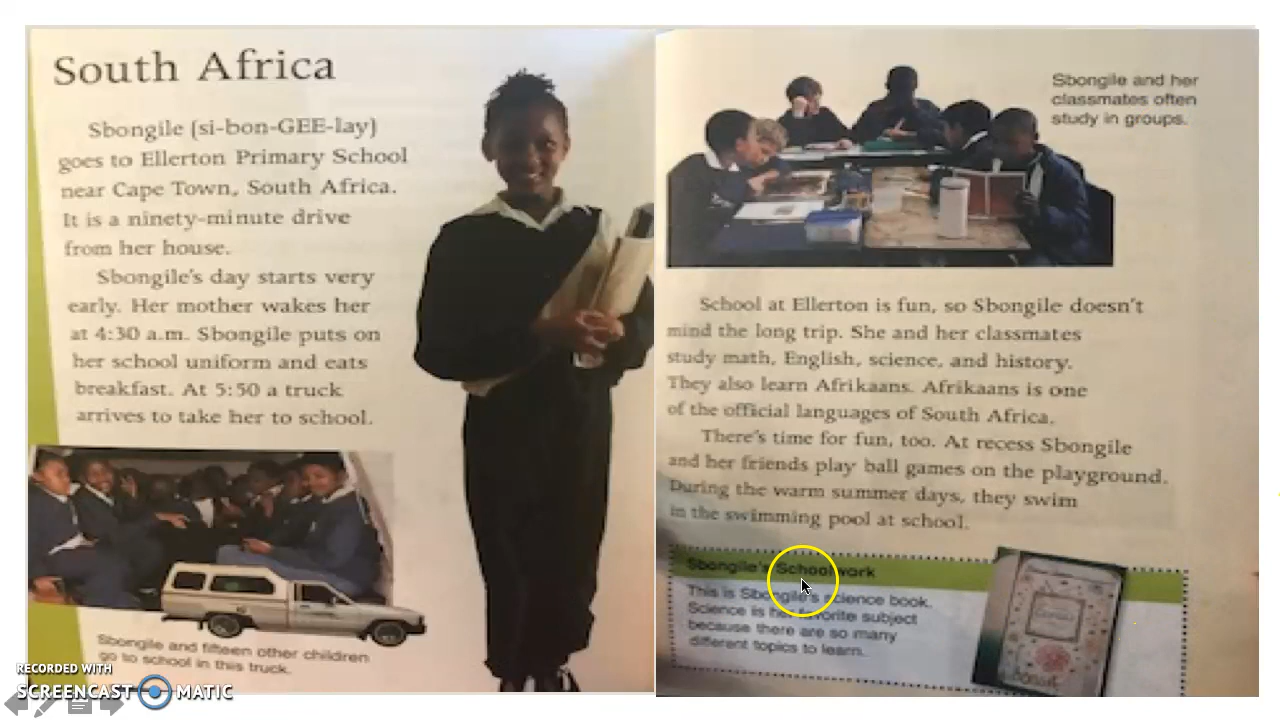 South Africa
Sbongile (si-bon-GEE-lay)
goes to Ellerton Primary School
near Cape Town, South Africa.
It is a ninety-minute drive
from her house.
Sbongile's day starts very
early. Her mother wakes her
at 4:30 a.m. Sbongile puts on
her school uniform and eats
breakfast. At 5:50 a truck
arrives to take her to school.
Sbongile and fifteen other children
go to school in this truck.
Sbongile and her
classmates often
study in groups.
School at Ellerton is fun, so Sbongile doesn't
mind the long trip. She and her classmates
study math, English, science, and history.
They also learn Afrikaans. Afrikaans is one
of the official languages of South Africa.
There's time for fun, too. At recess Sbongile
and her friends play ball games on the playground.
During the warm summer days, they swim
in the swimming pool at school.
Sbongile's Schoolwork
This is Sbongile's science book.
Science is her favorite subject
because there are so many
different topics to learn.
RECORDED WITH
SCREENCAST MATIC